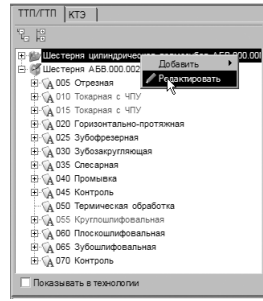 ТТП/ГТП КТЭ
Шестерня цилиндрическая АБВ.000.001
Добавить
Шестерня АБВ.000.002
Редактировать
005 Отрезная
010 Токарная с ЧПУ
015 Токарная с ЧПУ
020 Горизонтально-протяжная
025 Зубофрезерная
030 Зубозакругляющая
035 Слесарная
040 Промывка
045 Контроль
050 Термическая обработка
055 Круглошлифовальная
060 Плоскошлифовальная
065 Зубошлифовальная
070 Контроль
Показывать в технологии